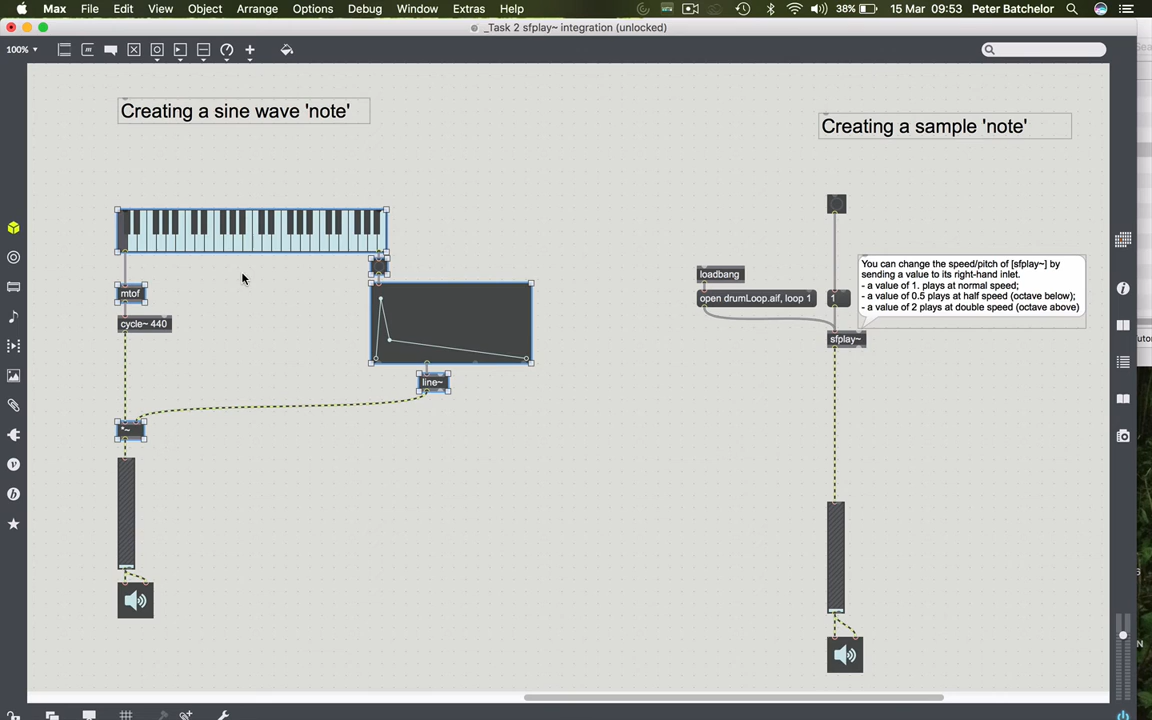 Max File Edit View Object Arrange Options Debug Window Extras Help 38% 15 Mar 09:53 Peter Batchelor
_Task 2 sfplay~ integration (unlocked)
100%
Creating a sine wave 'note'
Creating a sample 'note'
loadbang
open drumLoop.aif, loop 1
1
You can change the speed/pitch of [sfplay~] by
sending a value to its right-hand inlet.
- a value of 1. plays at normal speed;
- a value of 0.5 plays at half speed (octave below);
- a value of 2 plays at double speed (octave above)
mtof
cycle~ 440
sfplay~
line~
*~